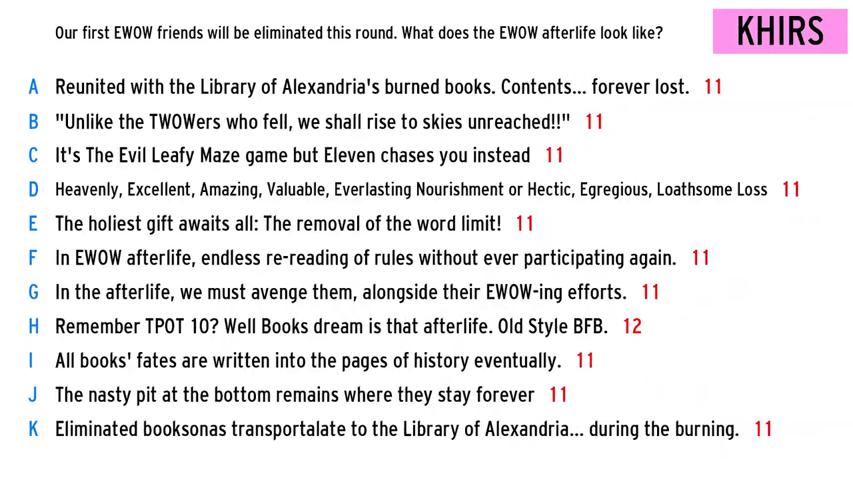 Our first EWOW friends will be eliminated this round. What does the EWOW afterlife look like?
KHIRS
A Reunited with the Library of Alexandria's burned books. Contents... forever lost. 11
B "Unlike the TWOWers who fell, we shall rise to skies unreached!!" 11
C It's The Evil Leafy Maze game but Eleven chases you instead 11
D Heavenly, Excellent, Amazing, Valuable, Everlasting Nourishment or Hectic, Egregious, Loathsome Loss 11
E The holiest gift awaits all: The removal of the word limit! 11
F In EWOW afterlife, endless re-reading of rules without ever participating again. 11
G In the afterlife, we must avenge them, alongside their EWOW-ing efforts. 11
H Remember TPOT 10? Well Books dream is that afterlife. Old Style BFB. 12
I All books' fates are written into the pages of history eventually. 11
J The nasty pit at the bottom remains where they stay forever 11
K Eliminated booksonas transportalate to the Library of Alexandria... during the burning. 11